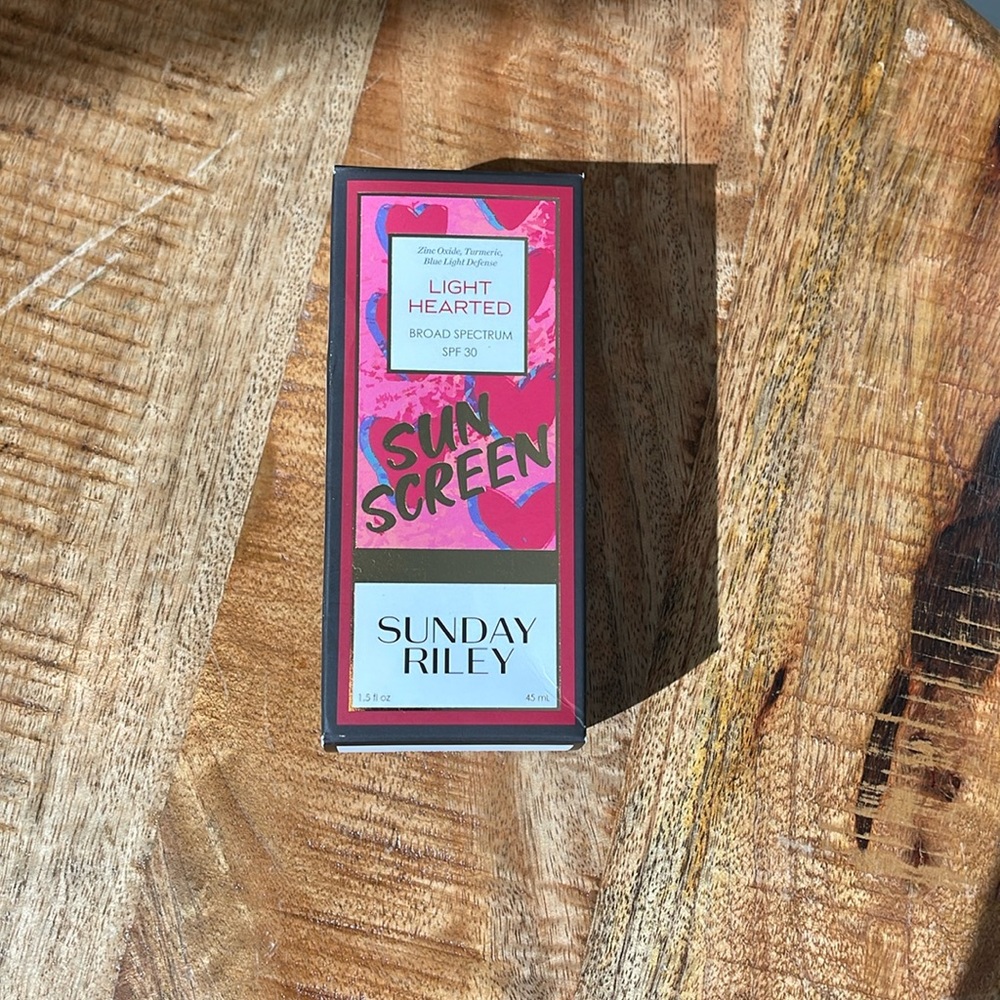 Zinc Oxide, Turmeric,
Blue Light Defense
LIGHT
HEARTED
BROAD SPECTRUM
SPF 30
SUN
SCREEN
SUNDAY
RILEY
1.5 fl oz 45 mL